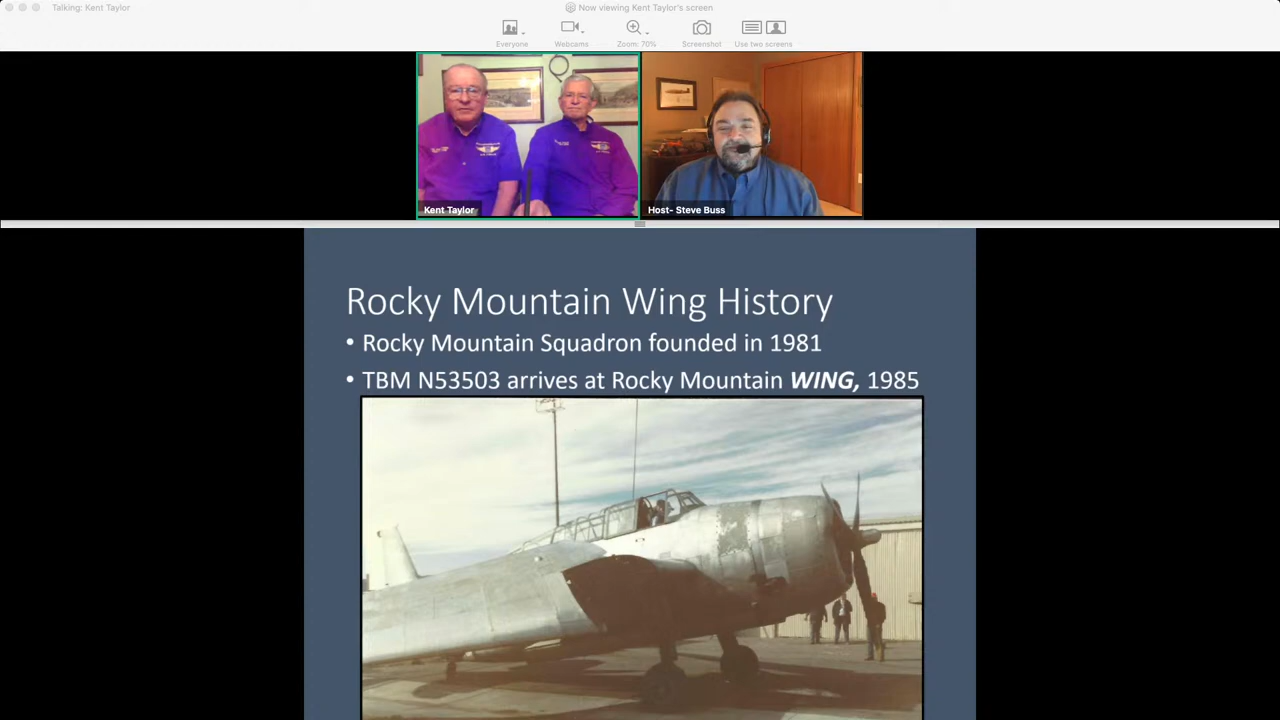 Talking: Kent Taylor
Now viewing Kent Taylor's screen
Everyone
Webcams
Zoom: 70%
Screenshot
Use two screens
Kent Taylor
Host- Steve Buss
Rocky Mountain Wing History
• Rocky Mountain Squadron founded in 1981
• TBM N53503 arrives at Rocky Mountain WING, 1985